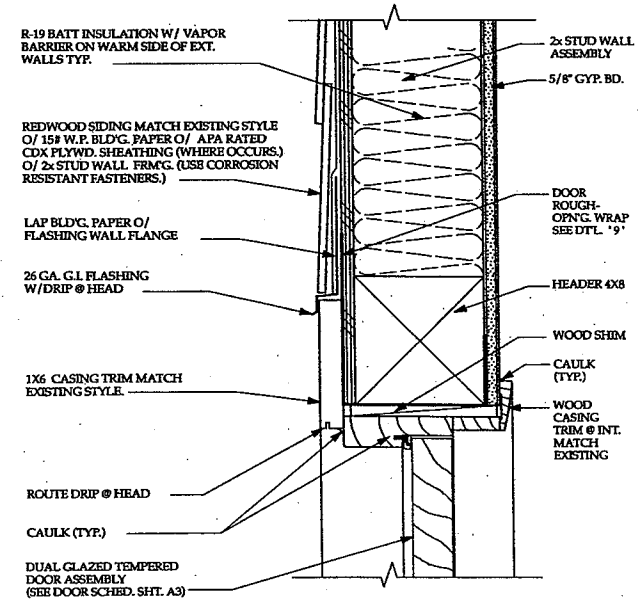 R-19 BATT INSULATION W/ VAPOR
BARRIER ON WARM SIDE OF EXT.
WALLS TYP.
REDWOOD SIDING MATCH EXISTING STYLE
O/ 15# W.P. BLD'G. PAPER O/ APA RATED
CDX PLYWD. SHEATHING (WHERE OCCURS.)
O/ 2x STUD WALL FRM'G. (USE CORROSION
RESISTANT FASTENERS.)
LAP BLD'G. PAPER O/
FLASHING WALL FLANGE
26 GA. G.I. FLASHING
W/DRIP @ HEAD
1X6 CASING TRIM MATCH
EXISTING STYLE.
ROUTE DRIP @ HEAD
CAULK (TYP.)
DUAL GLAZED TEMPERED
DOOR ASSEMBLY
(SEE DOOR SCHED. SHT. A3)
2x STUD WALL
ASSEMBLY
5/8" GYP. BD.
DOOR
ROUGH-
OPN'G. WRAP
SEE DT'L. '9'
HEADER 4X8
WOOD SHIM
CAULK
(TYP.)
WOOD
CASING
TRIM @ INT.
MATCH
EXISTING